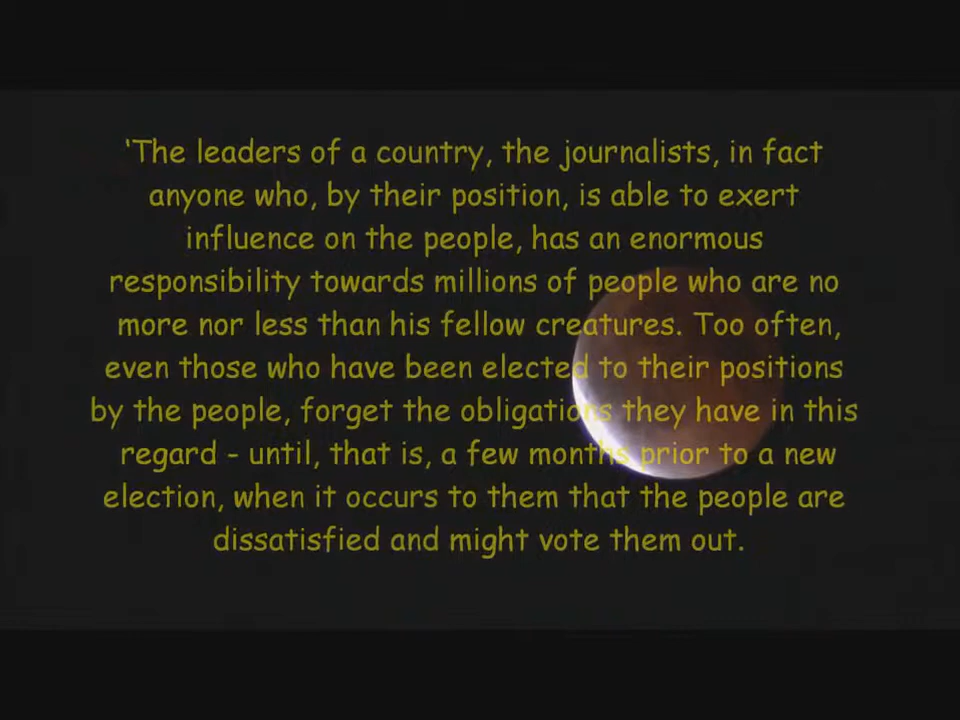 ‘The leaders of a country, the journalists, in fact
anyone who, by their position, is able to exert
influence on the people, has an enormous
responsibility towards millions of people who are no
more nor less than his fellow creatures. Too often,
even those who have been elected to their positions
by the people, forget the obligations they have in this
regard - until, that is, a few months prior to a new
election, when it occurs to them that the people are
dissatisfied and might vote them out.